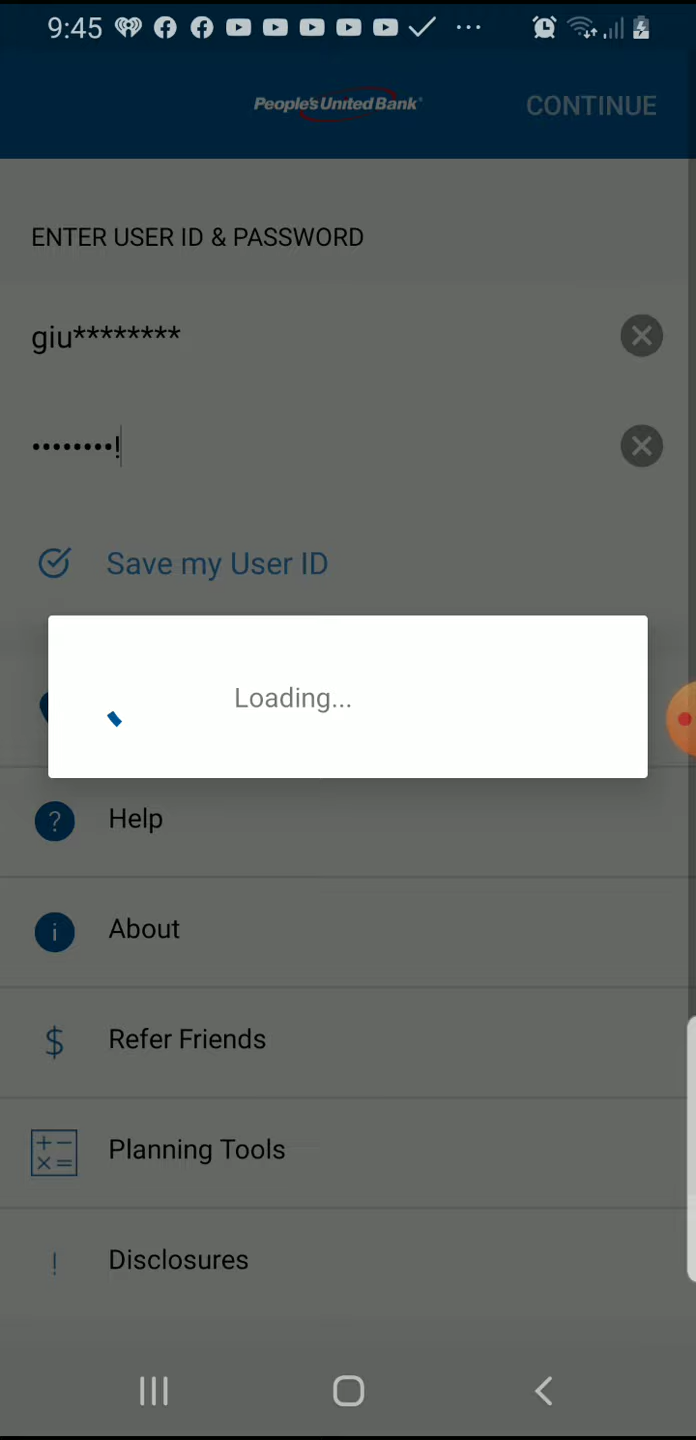 9:45
People's United Bank
CONTINUE
ENTER USER ID & PASSWORD
giu********
••••••••!
Save my User ID
Loading...
? Help
i About
$ Refer Friends
+ − × = Planning Tools
! Disclosures